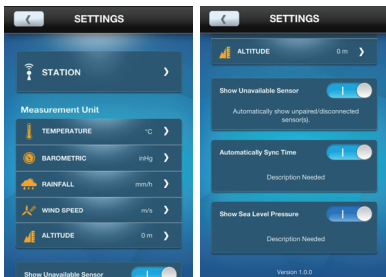 SETTINGS
STATION
Measurement Unit
TEMPERATURE °C
BAROMETRIC inHg
RAINFALL mm/h
WIND SPEED m/s
ALTITUDE 0 m
Show Unavailable Sensor
SETTINGS
ALTITUDE 0 m
Show Unavailable Sensor
Automatically show unpaired/disconnected
sensor(s).
Automatically Sync Time
Description Needed
Show Sea Level Pressure
Description Needed
Version 1.0.0